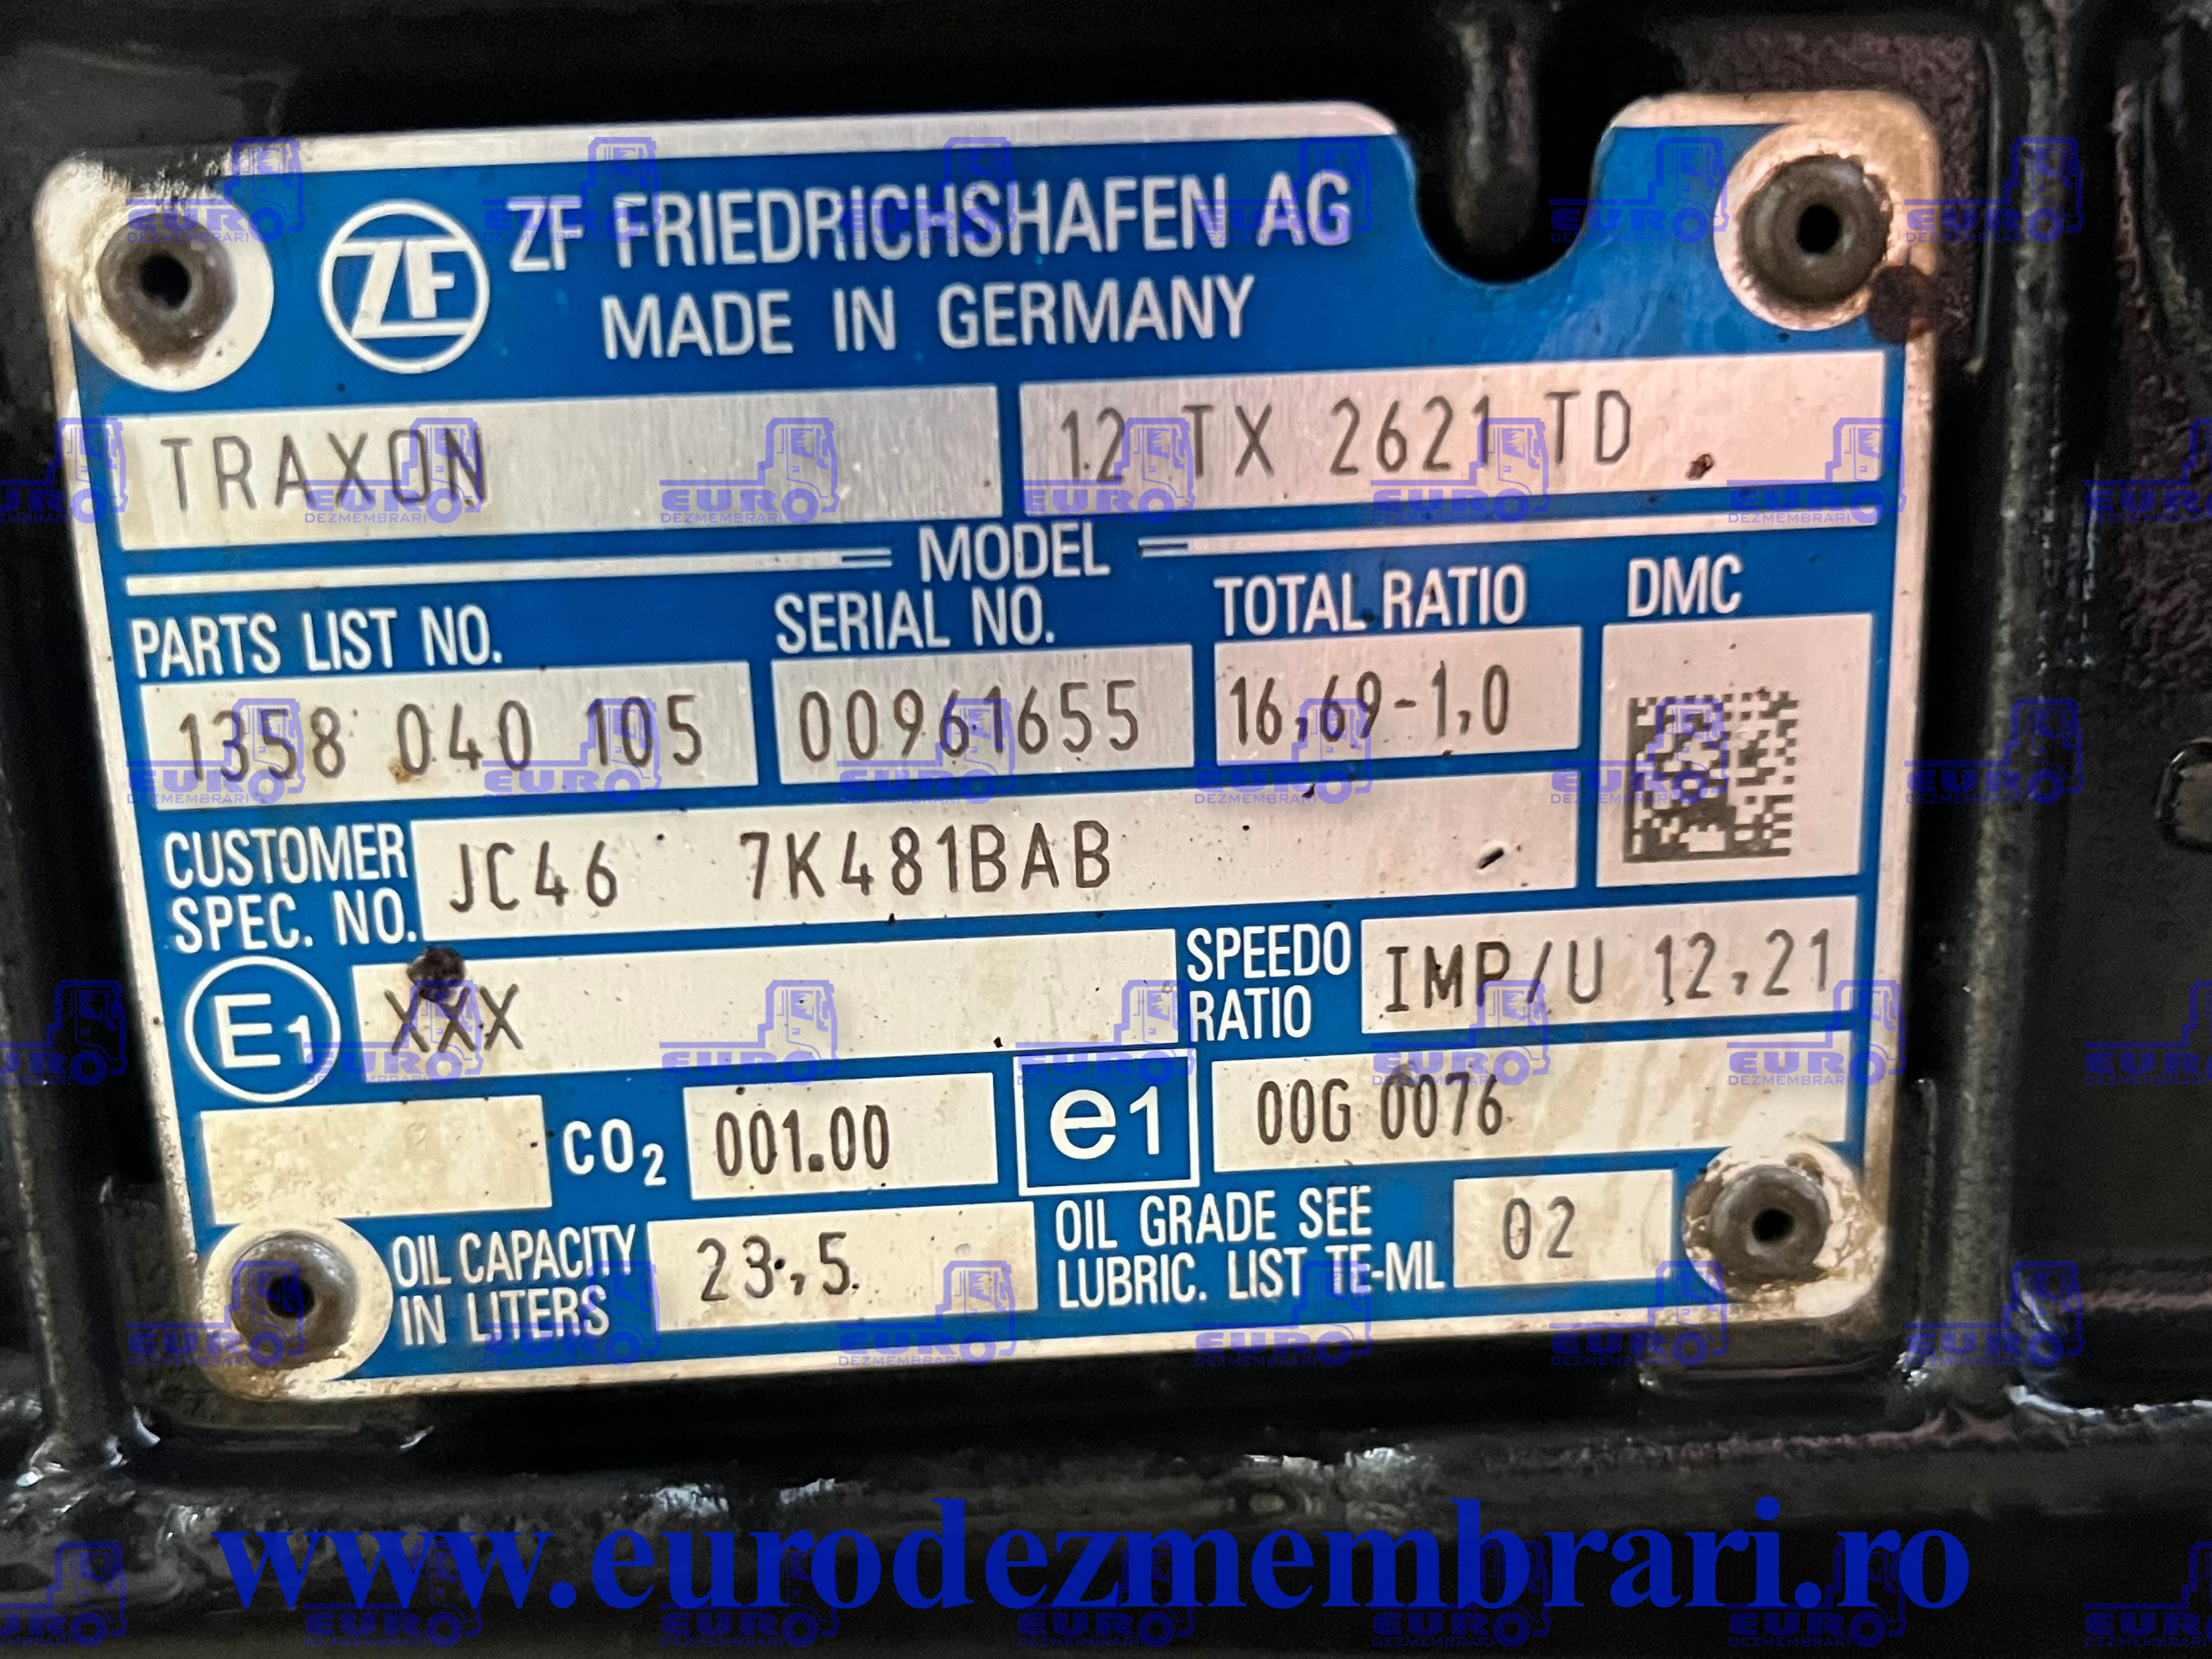 ZF FRIEDRICHSHAFEN AG
MADE IN GERMANY
TRAXON 12 TX 2621 TD
MODEL
PARTS LIST NO. SERIAL NO. TOTAL RATIO DMC
1358 040 105 00961655 16,69-1,0
CUSTOMER SPEC. NO. JC46 7K481BAB
E1 XXX SPEEDO RATIO IMP/U 12,21
CO2 001.00 e1 00G 0076
OIL CAPACITY IN LITERS 23,5 OIL GRADE SEE LUBRIC. LIST TE-ML 02
www.eurodezmembrari.ro
EURO
DEZMEMBRARI